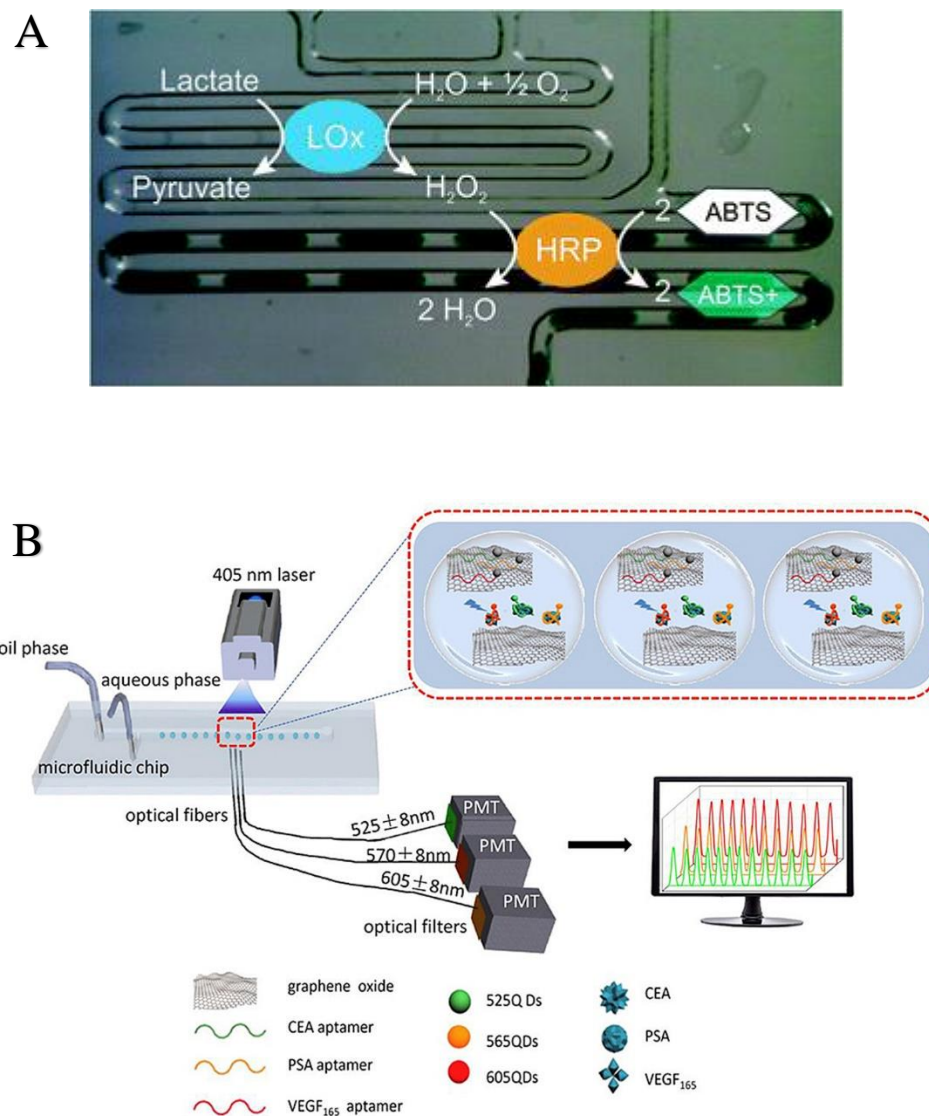 A
Lactate
H₂O + ½ O₂
LOx
Pyruvate
H₂O₂
2
ABTS
HRP
2 H₂O
2
ABTS+
B
405 nm laser
oil phase
aqueous phase
microfluidic chip
optical fibers
525±8nm
PMT
570±8nm
PMT
605±8nm
PMT
optical filters
graphene oxide
525Q Ds
CEA
CEA aptamer
PSA aptamer
565QDs
PSA
605QDs
VEGF₁₆₅
VEGF₁₆₅ aptamer